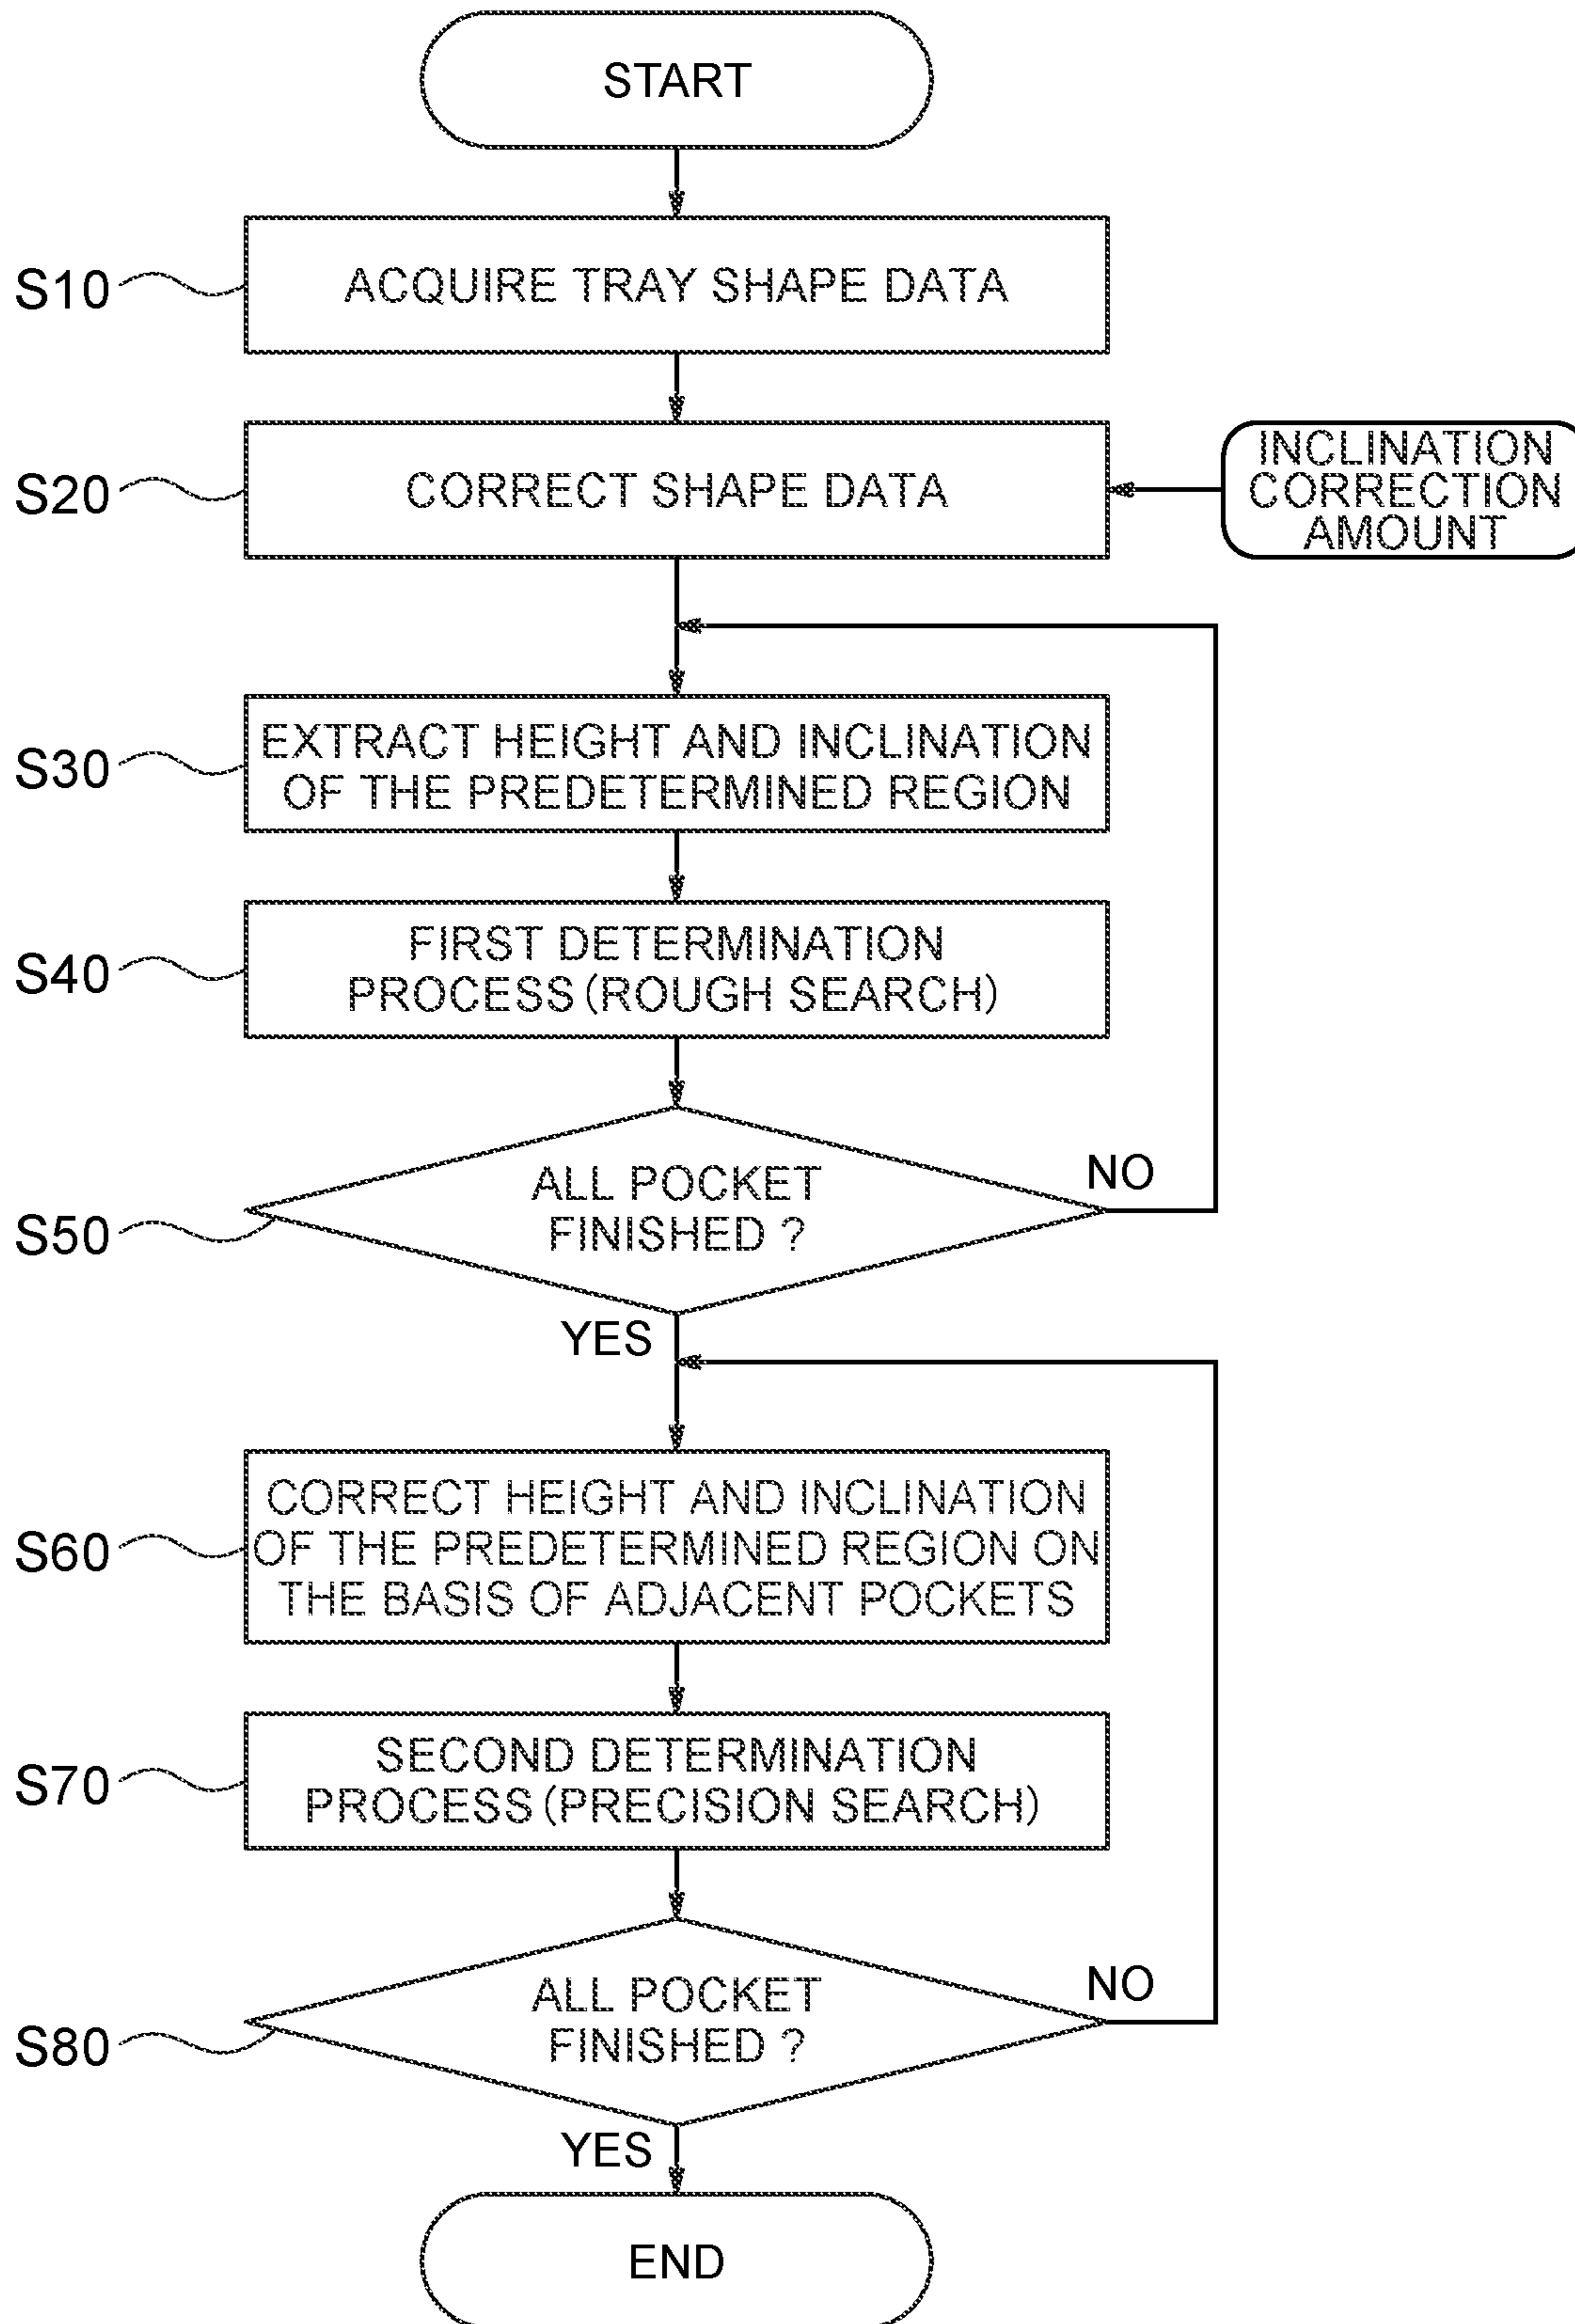 START
S10
ACQUIRE TRAY SHAPE DATA
S20
CORRECT SHAPE DATA
INCLINATION
CORRECTION
AMOUNT
S30
EXTRACT HEIGHT AND INCLINATION
OF THE PREDETERMINED REGION
S40
FIRST DETERMINATION
PROCESS (ROUGH SEARCH)
S50
ALL POCKET
FINISHED ?
NO
YES
S60
CORRECT HEIGHT AND INCLINATION
OF THE PREDETERMINED REGION ON
THE BASIS OF ADJACENT POCKETS
S70
SECOND DETERMINATION
PROCESS (PRECISION SEARCH)
S80
ALL POCKET
FINISHED ?
NO
YES
END